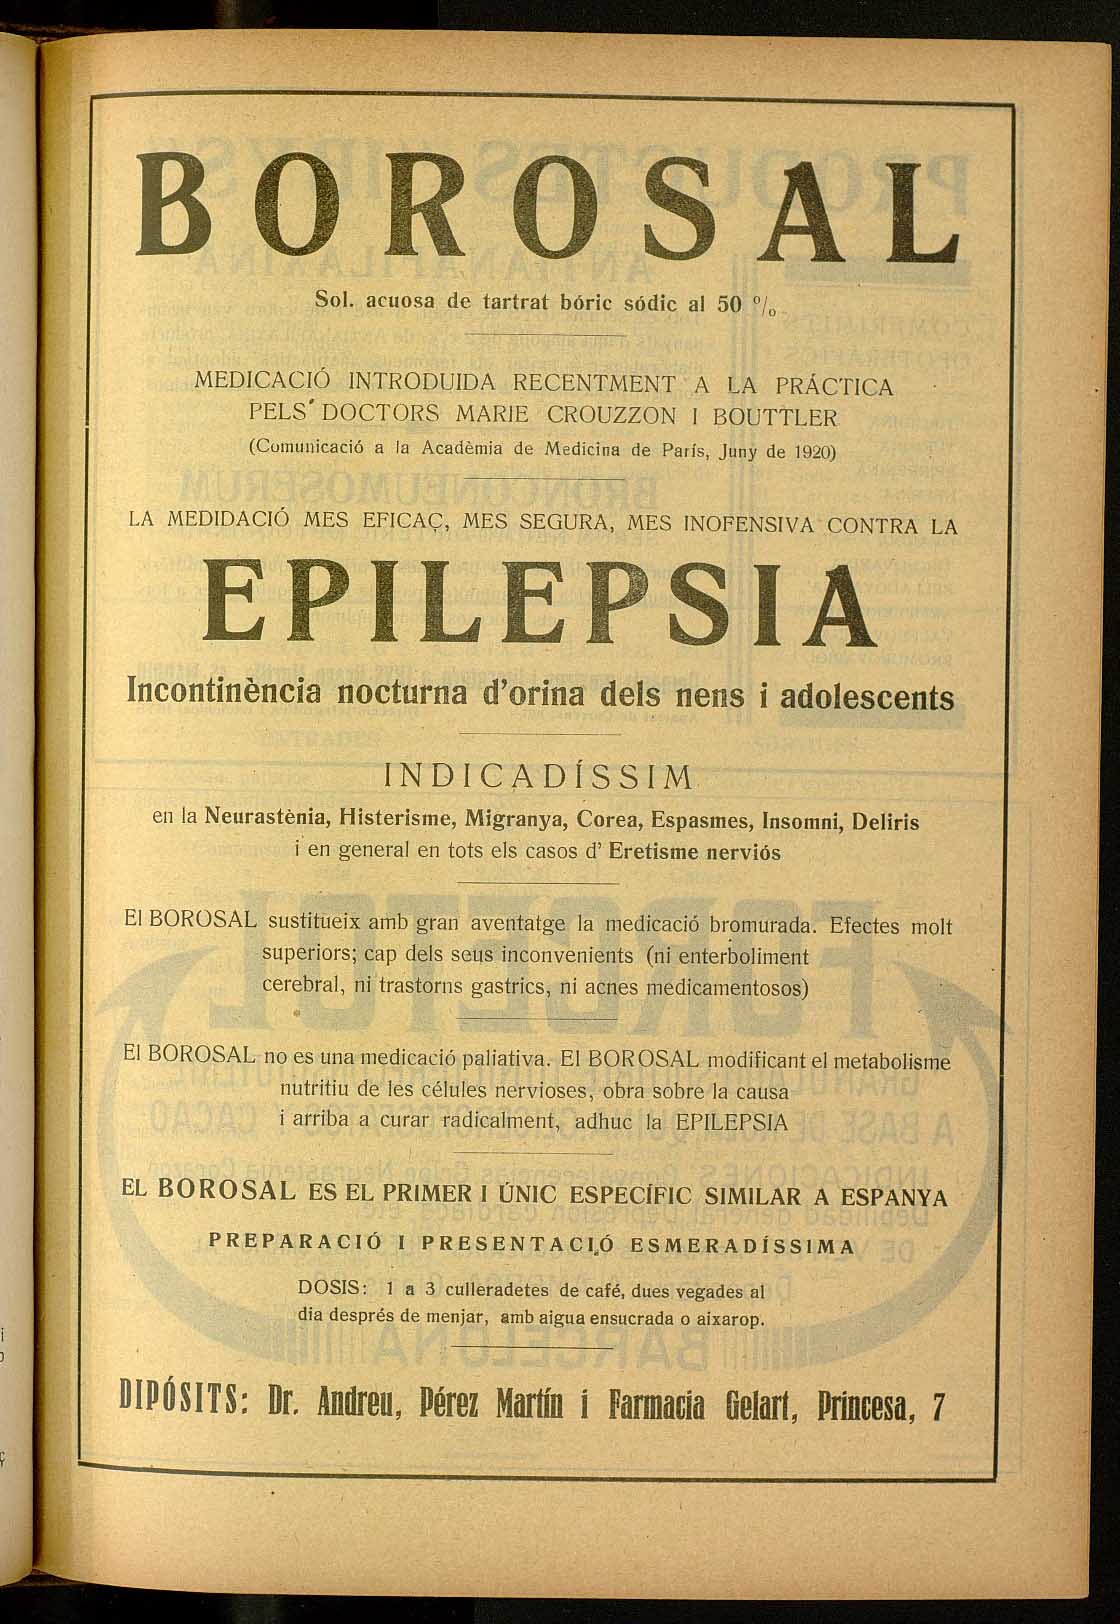 BOROSAL
Sol. acuosa de tartrat bóric sódic al 50 %
MEDICACIÓ INTRODUIDA RECENTMENT A LA PRÁCTICA
PELS DOCTORS MARIE CROUZZON I BOUTTLER
(Comunicació a la Acadèmia de Medicina de París, Juny de 1920)
LA MEDIDACIÓ MES EFICAÇ, MES SEGURA, MES INOFENSIVA CONTRA LA
EPILEPSIA
Incontinència nocturna d'orina dels nens i adolescents
INDICADÍSSIM
en la Neurastènia, Histerisme, Migranya, Corea, Espasmes, Insomni, Deliris
i en general en tots els casos d' Eretisme nerviós
El BOROSAL sustitueix amb gran aventatge la medicació bromurada. Efectes molt
superiors; cap dels seus inconvenients (ni enterboliment
cerebral, ni trastorns gastrics, ni acnes medicamentosos)
El BOROSAL no es una medicació paliativa. El BOROSAL modificant el metabolisme
nutritiu de les células nervioses, obra sobre la causa
i arriba a curar radicalment, adhuc la EPILEPSIA
EL BOROSAL ES EL PRIMER I ÚNIC ESPECÍFIC SIMILAR A ESPANYA
PREPARACIÓ I PRESENTACIÓ ESMERADÍSSIMA
DOSIS: 1 a 3 culleradetes de café, dues vegades al
dia després de menjar, amb aigua ensucrada o aixarop.
DIPÓSITS: Dr. Andreu, Pérez Martín i Farmacia Gelart, Princesa, 7